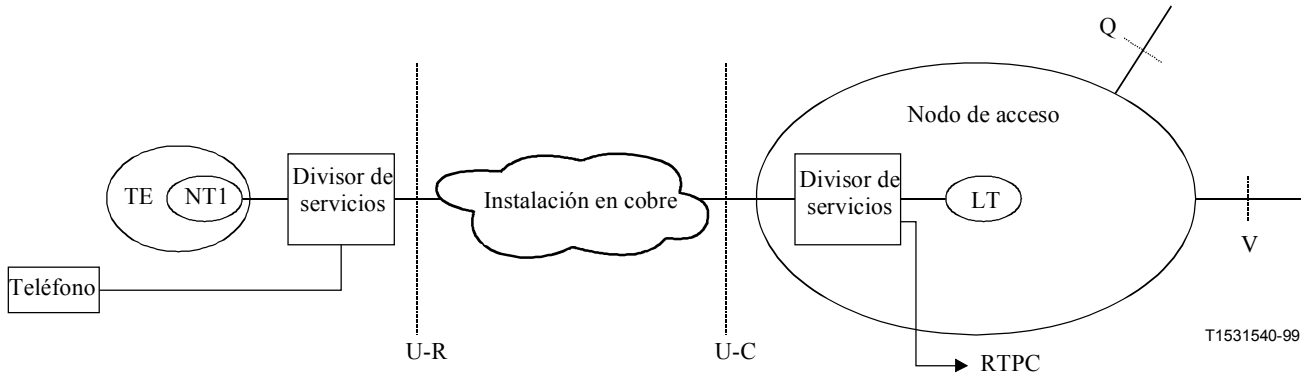 Q
Nodo de acceso
TE
NT1
Divisor de
servicios
Instalación en cobre
Divisor de
servicios
LT
V
Teléfono
T1531540-99
U-R
U-C
RTPC